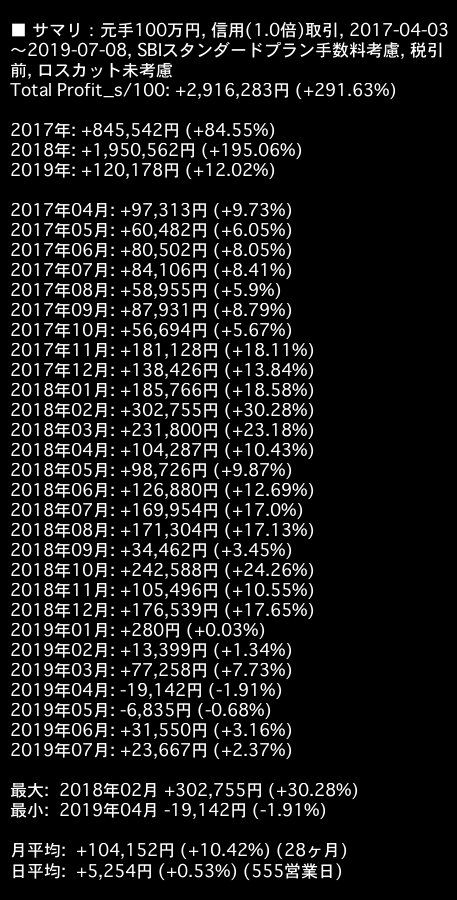 ■ サマリ：元手100万円, 信用(1.0倍)取引, 2017-04-03
～2019-07-08, SBIスタンダードプラン手数料考慮, 税引
前, ロスカット未考慮
Total Profit_s/100: +2,916,283円 (+291.63%)
2017年: +845,542円 (+84.55%)
2018年: +1,950,562円 (+195.06%)
2019年: +120,178円 (+12.02%)
2017年04月: +97,313円 (+9.73%)
2017年05月: +60,482円 (+6.05%)
2017年06月: +80,502円 (+8.05%)
2017年07月: +84,106円 (+8.41%)
2017年08月: +58,955円 (+5.9%)
2017年09月: +87,931円 (+8.79%)
2017年10月: +56,694円 (+5.67%)
2017年11月: +181,128円 (+18.11%)
2017年12月: +138,426円 (+13.84%)
2018年01月: +185,766円 (+18.58%)
2018年02月: +302,755円 (+30.28%)
2018年03月: +231,800円 (+23.18%)
2018年04月: +104,287円 (+10.43%)
2018年05月: +98,726円 (+9.87%)
2018年06月: +126,880円 (+12.69%)
2018年07月: +169,954円 (+17.0%)
2018年08月: +171,304円 (+17.13%)
2018年09月: +34,462円 (+3.45%)
2018年10月: +242,588円 (+24.26%)
2018年11月: +105,496円 (+10.55%)
2018年12月: +176,539円 (+17.65%)
2019年01月: +280円 (+0.03%)
2019年02月: +13,399円 (+1.34%)
2019年03月: +77,258円 (+7.73%)
2019年04月: -19,142円 (-1.91%)
2019年05月: -6,835円 (-0.68%)
2019年06月: +31,550円 (+3.16%)
2019年07月: +23,667円 (+2.37%)
最大: 2018年02月 +302,755円 (+30.28%)
最小: 2019年04月 -19,142円 (-1.91%)
月平均: +104,152円 (+10.42%) (28ヶ月)
日平均: +5,254円 (+0.53%) (555営業日)